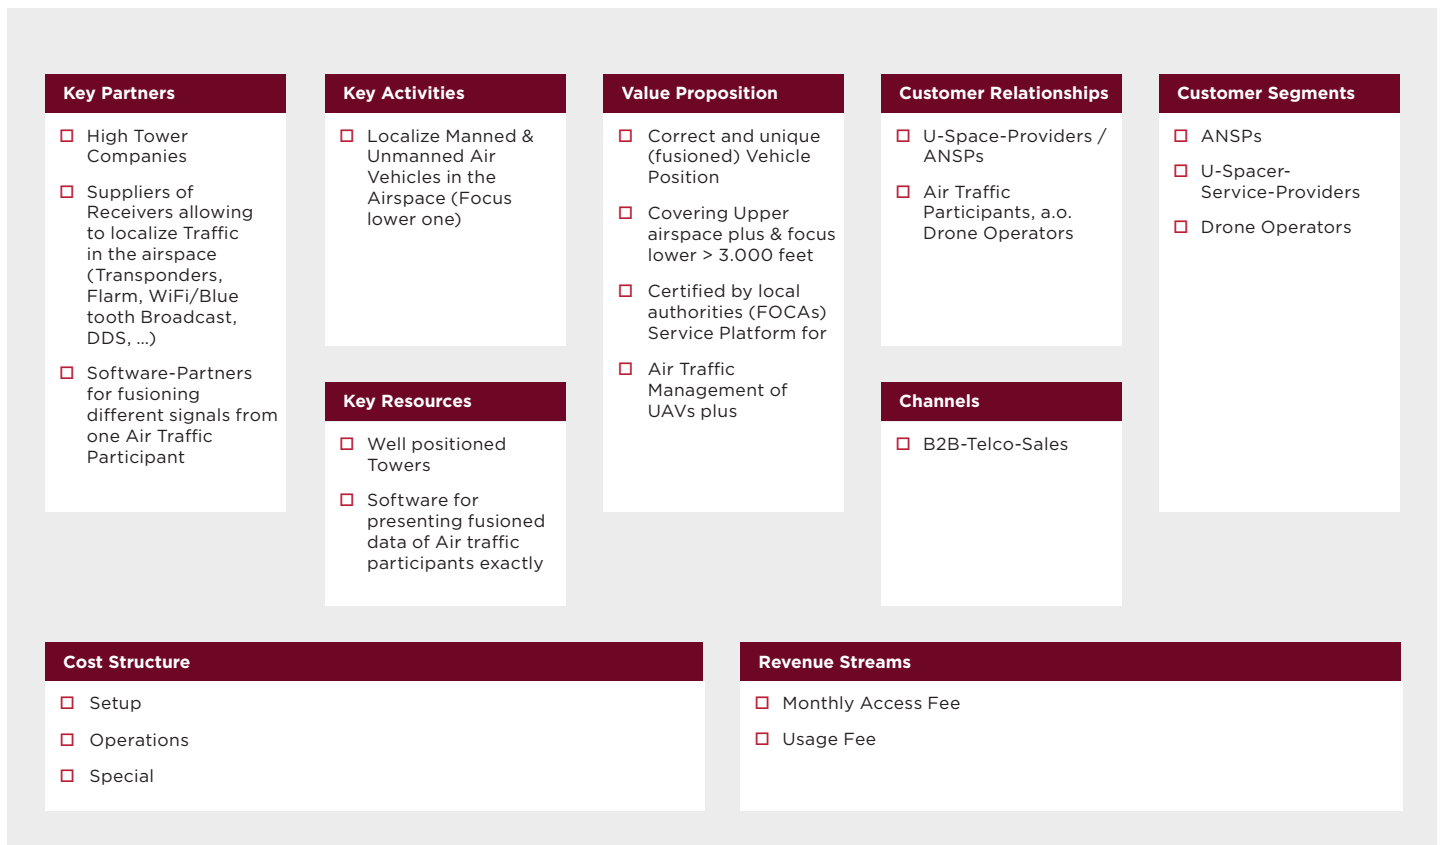 Key Partners
High Tower
Companies
Suppliers of
Receivers allowing
to localize Traffic
in the airspace
(Transponders,
Flarm, WiFi/Blue
tooth Broadcast,
DDS, ...)
Software-Partners
for fusioning
different signals from
one Air Traffic
Participant
Key Activities
Localize Manned &
Unmanned Air
Vehicles in the
Airspace (Focus
lower one)
Key Resources
Well positioned
Towers
Software for
presenting fusioned
data of Air traffic
participants exactly
Value Proposition
Correct and unique
(fusioned) Vehicle
Position
Covering Upper
airspace plus & focus
lower > 3.000 feet
Certified by local
authorities (FOCAs)
Service Platform for
Air Traffic
Management of
UAVs plus
Customer Relationships
U-Space-Providers /
ANSPs
Air Traffic
Participants, a.o.
Drone Operators
Channels
B2B-Telco-Sales
Customer Segments
ANSPs
U-Spacer-
Service-Providers
Drone Operators
Cost Structure
Setup
Operations
Special
Revenue Streams
Monthly Access Fee
Usage Fee